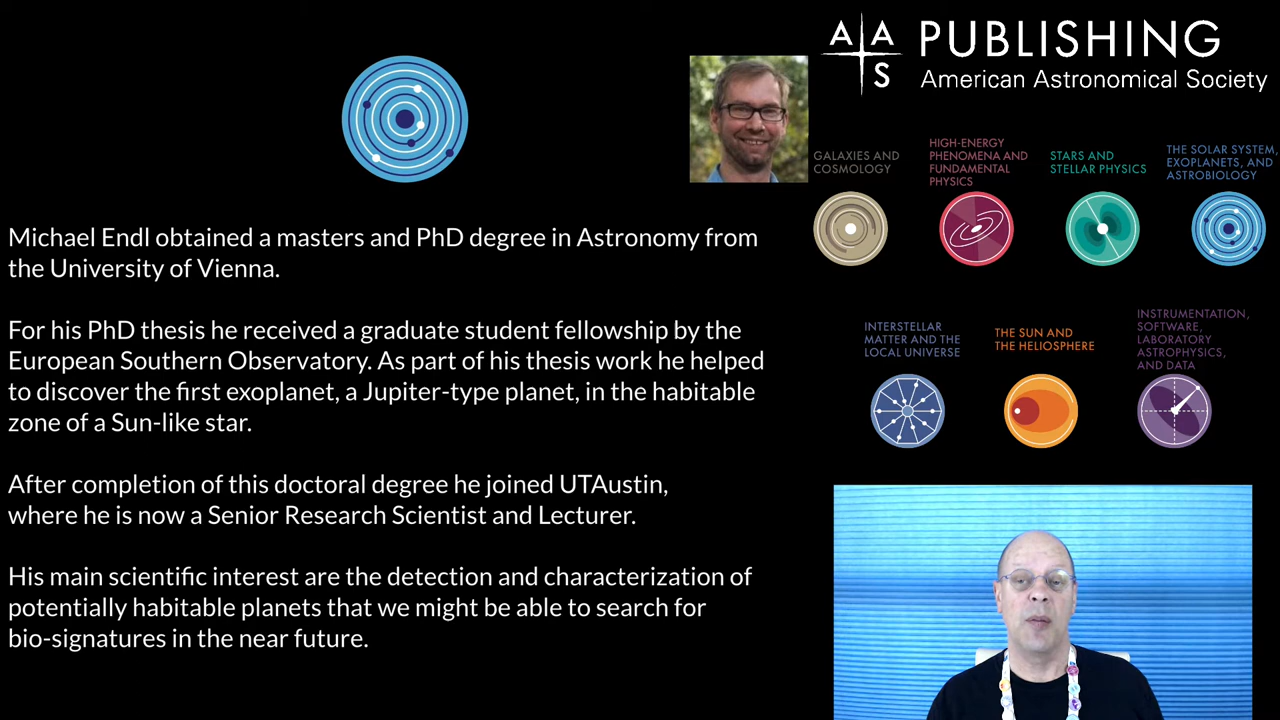 A A
S
PUBLISHING
American Astronomical Society
GALAXIES AND
COSMOLOGY
HIGH-ENERGY
PHENOMENA AND
FUNDAMENTAL
PHYSICS
STARS AND
STELLAR PHYSICS
THE SOLAR SYSTEM,
EXOPLANETS, AND
ASTROBIOLOGY
INTERSTELLAR
MATTER AND THE
LOCAL UNIVERSE
THE SUN AND
THE HELIOSPHERE
INSTRUMENTATION,
SOFTWARE,
LABORATORY
ASTROPHYSICS,
AND DATA
Michael Endl obtained a masters and PhD degree in Astronomy from
the University of Vienna.
For his PhD thesis he received a graduate student fellowship by the
European Southern Observatory. As part of his thesis work he helped
to discover the first exoplanet, a Jupiter-type planet, in the habitable
zone of a Sun-like star.
After completion of this doctoral degree he joined UTAustin,
where he is now a Senior Research Scientist and Lecturer.
His main scientific interest are the detection and characterization of
potentially habitable planets that we might be able to search for
bio-signatures in the near future.